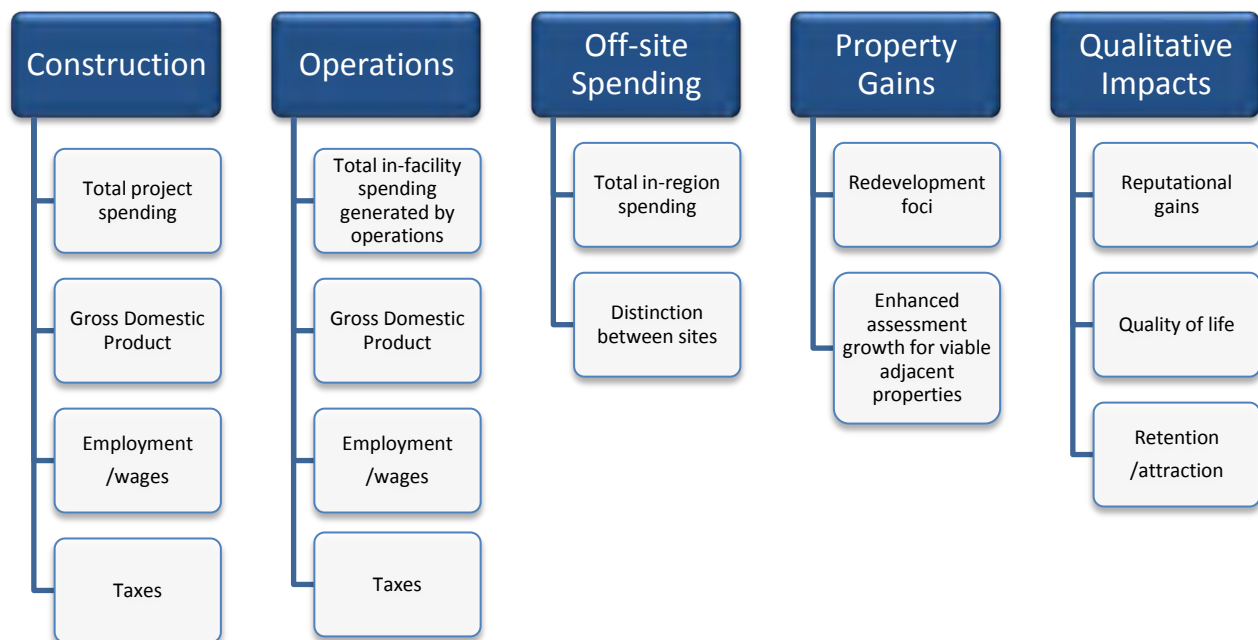 Construction
Total project
spending
Gross Domestic
Product
Employment
/wages
Taxes
Operations
Total in-facility
spending
generated by
operations
Gross Domestic
Product
Employment
/wages
Taxes
Off-site
Spending
Total in-region
spending
Distinction
between sites
Property
Gains
Redevelopment
foci
Enhanced
assessment
growth for viable
adjacent
properties
Qualitative
Impacts
Reputational
gains
Quality of life
Retention
/attraction